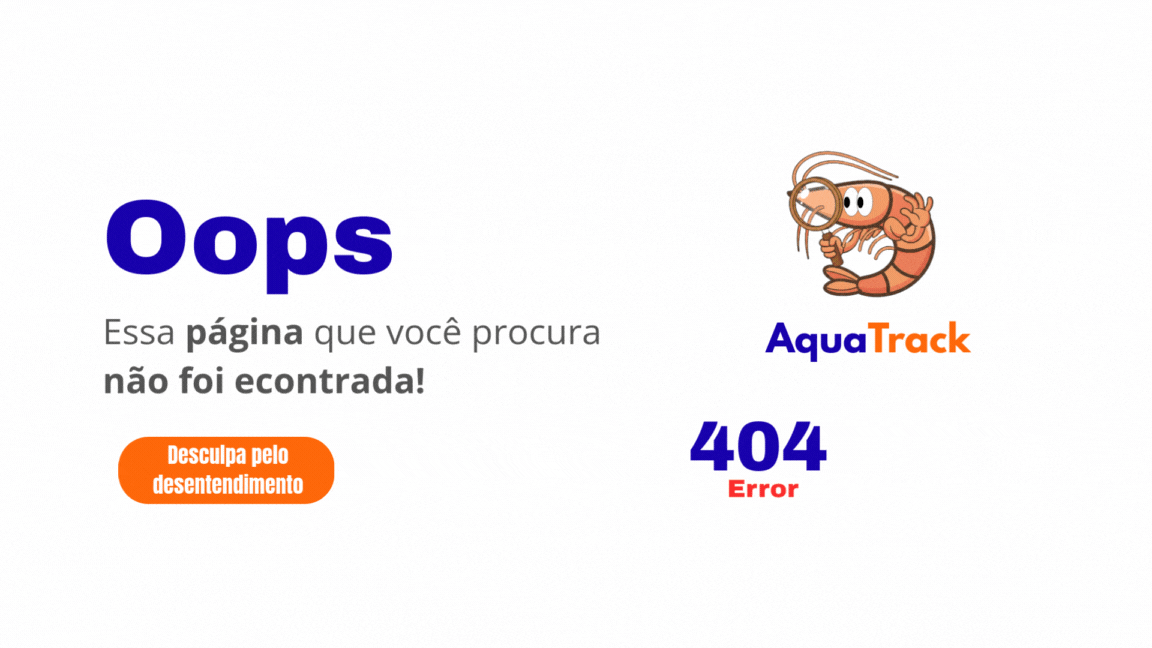 Oops
Essa página que você procura
não foi econtrada!
Desculpa pelo
desentendimento
AquaTrack
404
Error